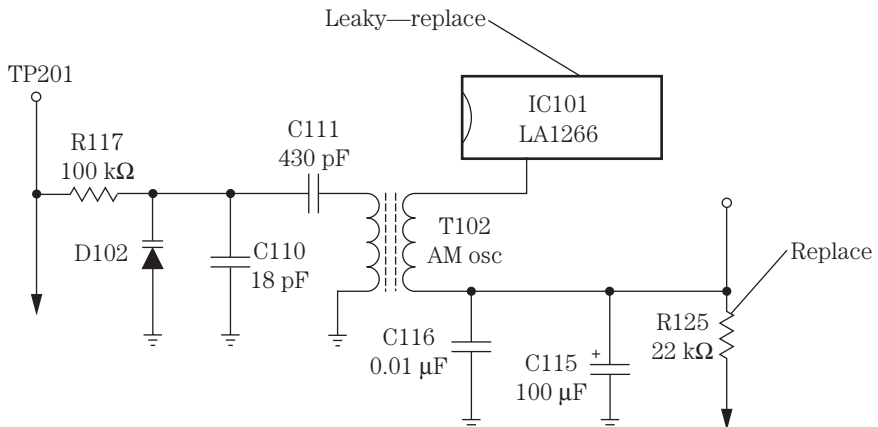 Leaky—replace
TP201
IC101
LA1266
C111
430 pF
R117
100 kΩ
T102
AM osc
D102
C110
18 pF
Replace
R125
22 kΩ
C116
0.01 µF
+
C115
100 µF